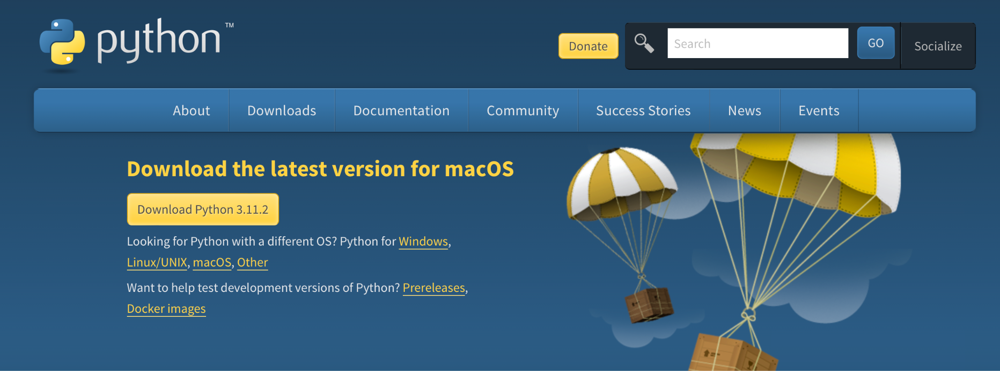 python™
Donate
Search
GO
Socialize
About
Downloads
Documentation
Community
Success Stories
News
Events
Download the latest version for macOS
Download Python 3.11.2
Looking for Python with a different OS? Python for Windows,
Linux/UNIX, macOS, Other
Want to help test development versions of Python? Prereleases,
Docker images